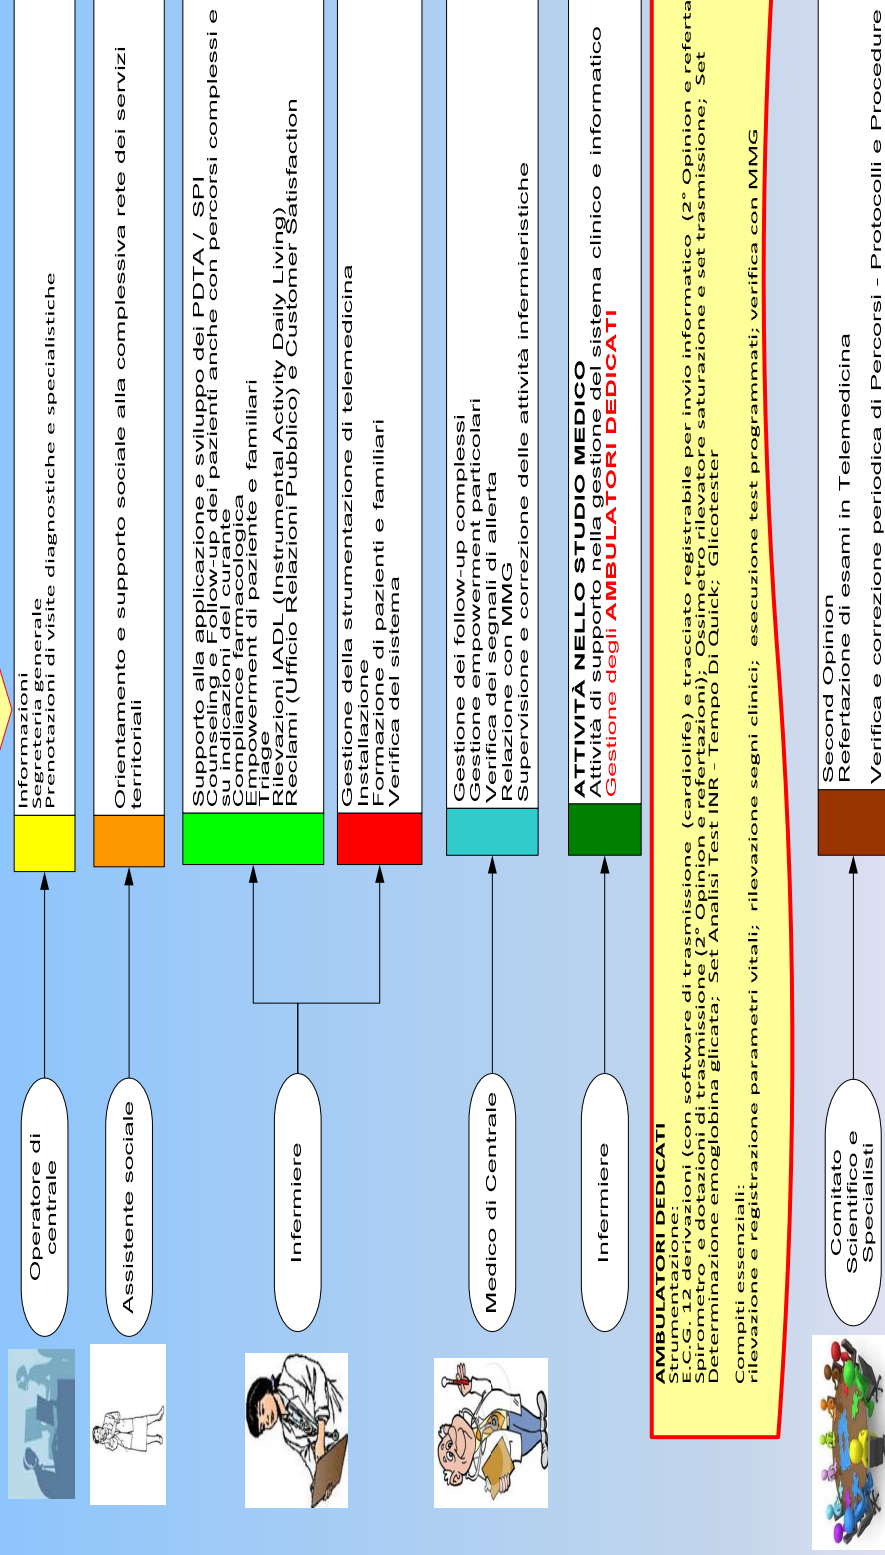 Operatore di
centrale
Informazioni
Segreteria generale
Prenotazioni di visite diagnostiche e specialistiche
Assistente sociale
Orientamento e supporto sociale alla complessiva rete dei servizi
territoriali
Infermiere
Supporto alla applicazione e sviluppo dei PDTA / SPI
Counseling e Follow-up dei pazienti anche con percorsi complessi e
su indicazioni del curante
Compliance farmacologica
Empowerment di paziente e familiari
Triage
Rilevazioni IADL (Instrumental Activity Daily Living)
Reclami (Ufficio Relazioni Pubblico) e Customer Satisfaction
Gestione della strumentazione di telemedicina
Installazione
Formazione di pazienti e familiari
Verifica del sistema
Medico di Centrale
Gestione dei follow-up complessi
Gestione empowerment particolari
Verifica dei segnali di allerta
Relazione con MMG
Supervisione e correzione delle attività infermieristiche
Infermiere
ATTIVITÀ NELLO STUDIO MEDICO
Attività di supporto nella gestione del sistema clinico e informatico
Gestione degli AMBULATORI DEDICATI
AMBULATORI DEDICATI
Strumentazione:
E.C.G. 12 derivazioni (con software di trasmissione (cardiolife) e tracciato registrabile per invio informatico (2° Opinion e referta
Spirometro e dotazioni di trasmissione (2° Opinion e refertazioni); Ossimetro rilevatore saturazione e set trasmissione; Set
Determinazione emoglobina glicata; Set Analisi Test INR - Tempo Di Quick; Glicotester
Compiti essenziali:
rilevazione e registrazione parametri vitali; rilevazione segni clinici; esecuzione test programmati; verifica con MMG
Comitato
Scientifico e
Specialisti
Second Opinion
Refertazione di esami in Telemedicina
Verifica e correzione periodica di Percorsi - Protocolli e Procedure